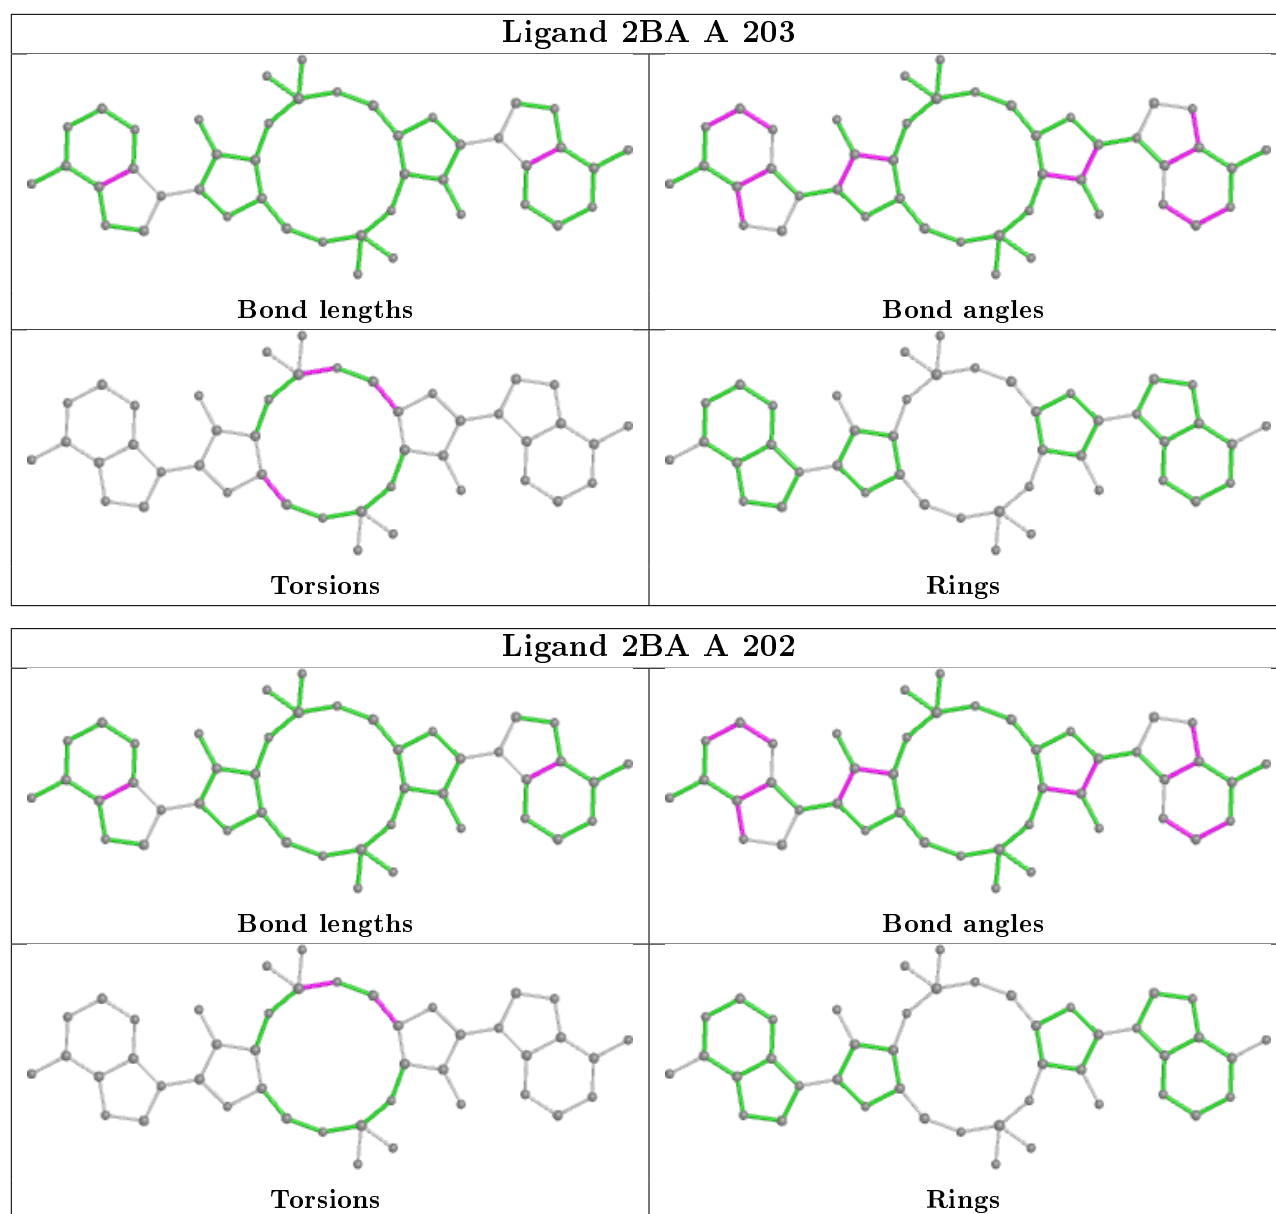 Ligand 2BA A 203
Bond lengths
Bond angles
Torsions
Rings
Ligand 2BA A 202
Bond lengths
Bond angles
Torsions
Rings